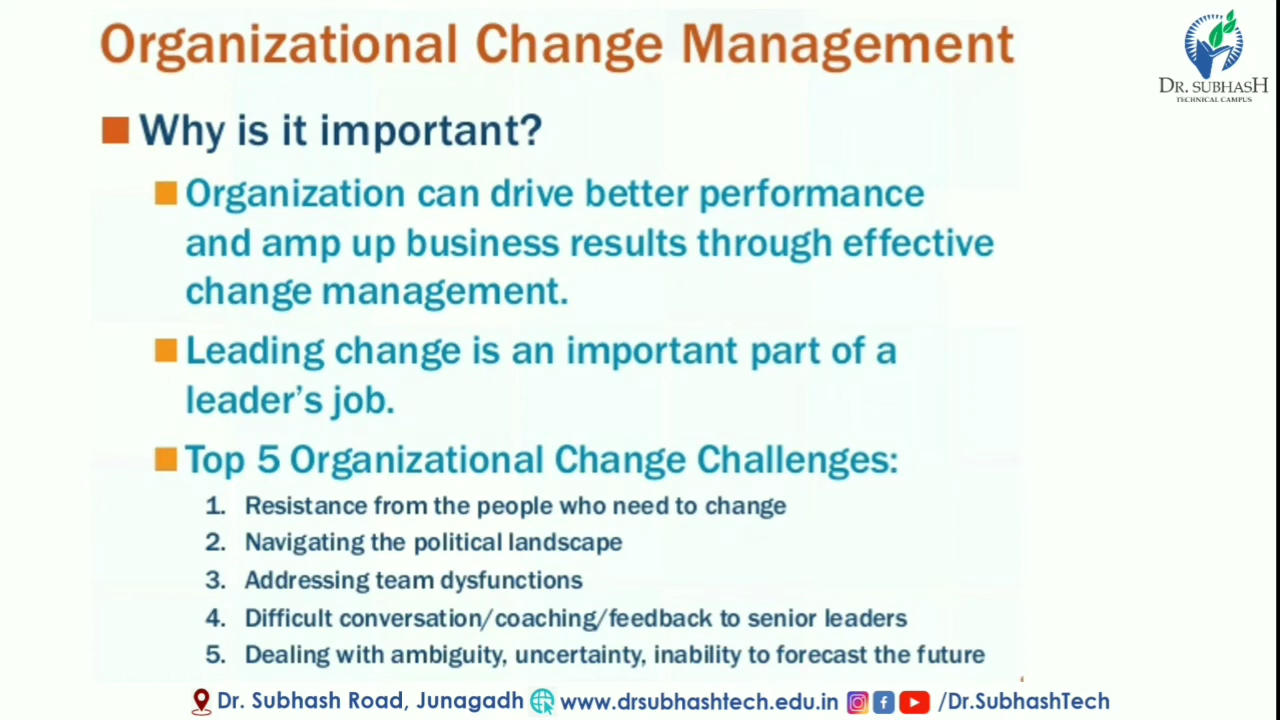 Organizational Change Management
DR. SUBHASH
TECHNICAL CAMPUS
Why is it important?
Organization can drive better performance
and amp up business results through effective
change management.
Leading change is an important part of a
leader's job.
Top 5 Organizational Change Challenges:
1. Resistance from the people who need to change
2. Navigating the political landscape
3. Addressing team dysfunctions
4. Difficult conversation/coaching/feedback to senior leaders
5. Dealing with ambiguity, uncertainty, inability to forecast the future
Dr. Subhash Road, Junagadh www.drsubhashtech.edu.in /Dr.SubhashTech